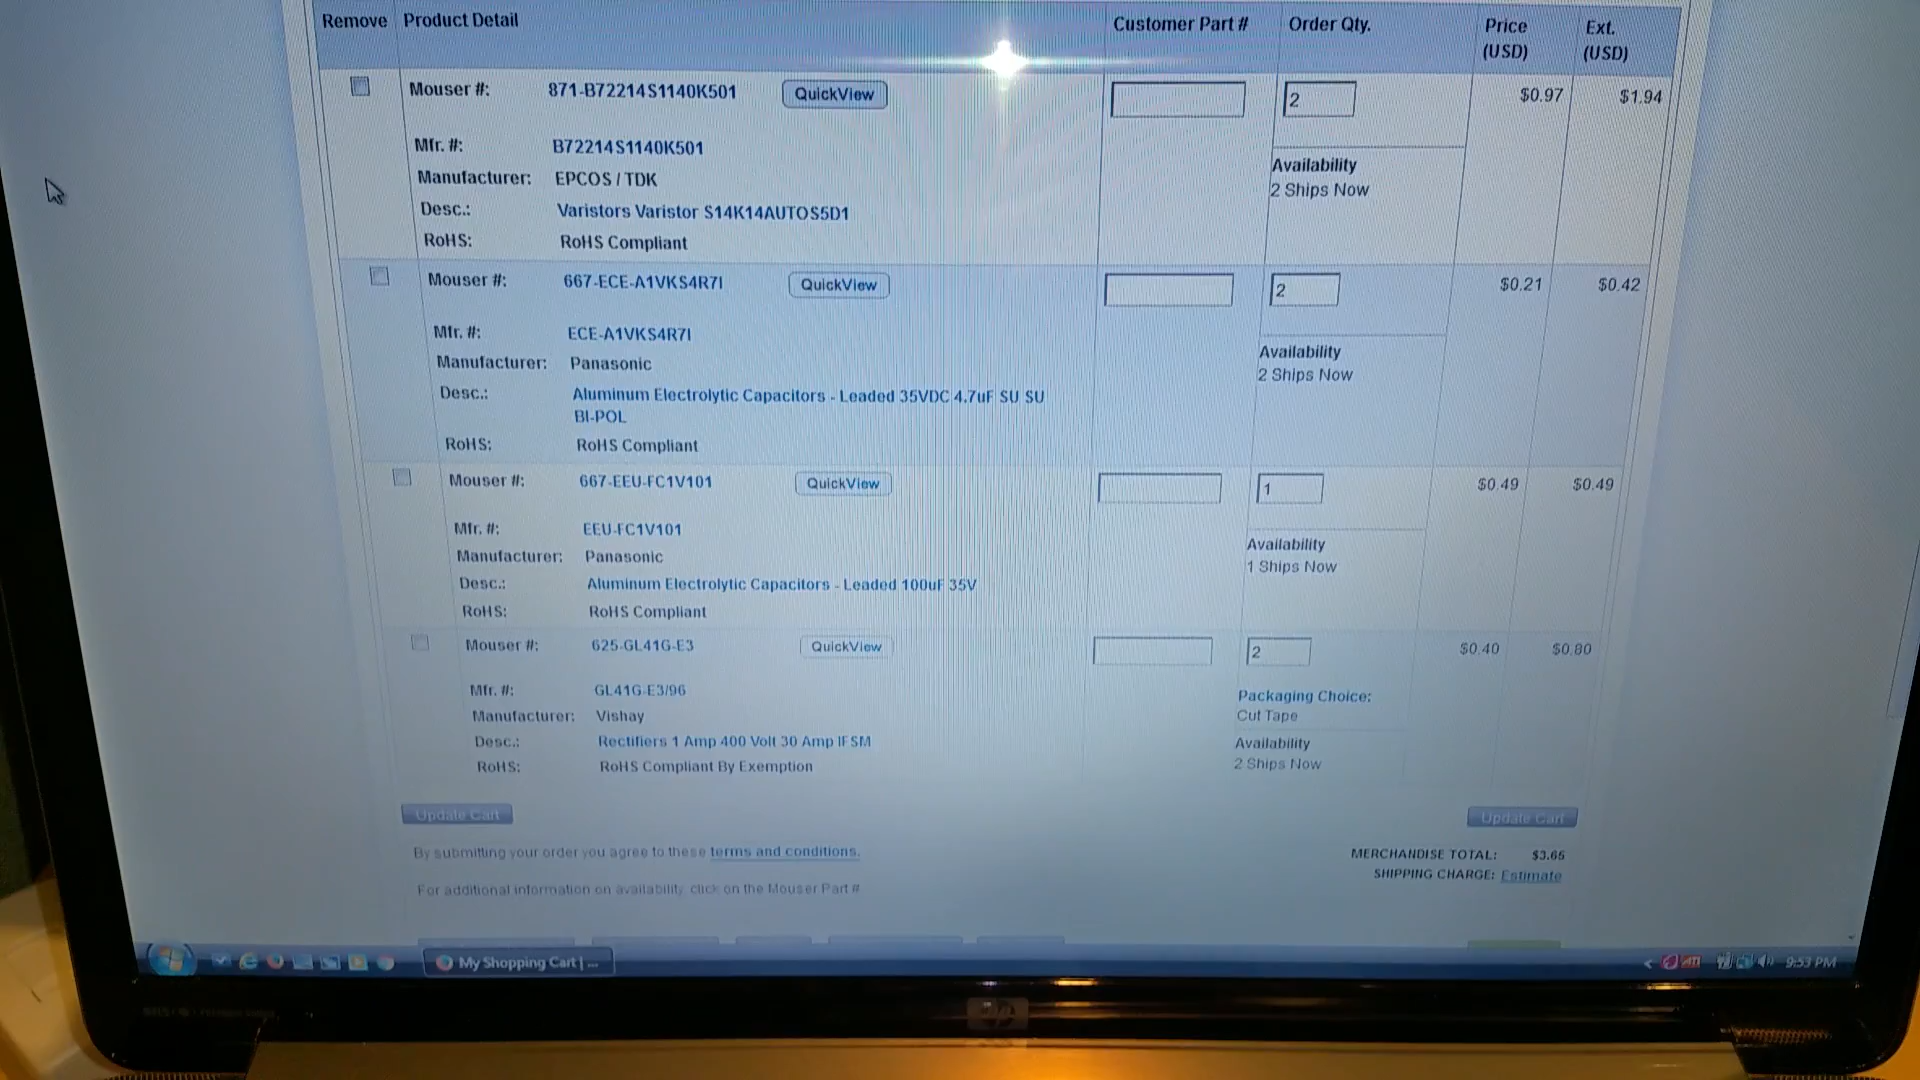 Remove Product Detail Customer Part # Order Qty. Price (USD) Ext. (USD)
Mouser #: 871-B72214S1140K501 QuickView 2 $0.97 $1.94
Mfr. #: B72214S1140K501
Manufacturer: EPCOS / TDK
Availability
2 Ships Now
Desc.: Varistors Varistor S14K14AUTOS5D1
RoHS: RoHS Compliant
Mouser #: 667-ECE-A1VKS4R7I QuickView 2 $0.21 $0.42
Mfr. #: ECE-A1VKS4R7I
Manufacturer: Panasonic
Availability
2 Ships Now
Desc.: Aluminum Electrolytic Capacitors - Leaded 35VDC 4.7uF SU SU
BI-POL
RoHS: RoHS Compliant
Mouser #: 667-EEU-FC1V101 QuickView 1 $0.49 $0.49
Mfr. #: EEU-FC1V101
Manufacturer: Panasonic
Availability
1 Ships Now
Desc.: Aluminum Electrolytic Capacitors - Leaded 100uF 35V
RoHS: RoHS Compliant
Mouser #: 625-GL41G-E3 QuickView 2 $0.40 $0.80
Mfr. #: GL41G-E3/96
Packaging Choice:
Cut Tape
Manufacturer: Vishay
Desc.: Rectifiers 1 Amp 400 Volt 30 Amp IFSM
Availability
2 Ships Now
RoHS: RoHS Compliant By Exemption
Update Cart Update Cart
By submitting your order you agree to these terms and conditions.
MERCHANDISE TOTAL: $3.65
SHIPPING CHARGE: Estimate
For additional information on availability, click on the Mouser Part #
My Shopping Cart | ...
ATI
9:53 PM
hp